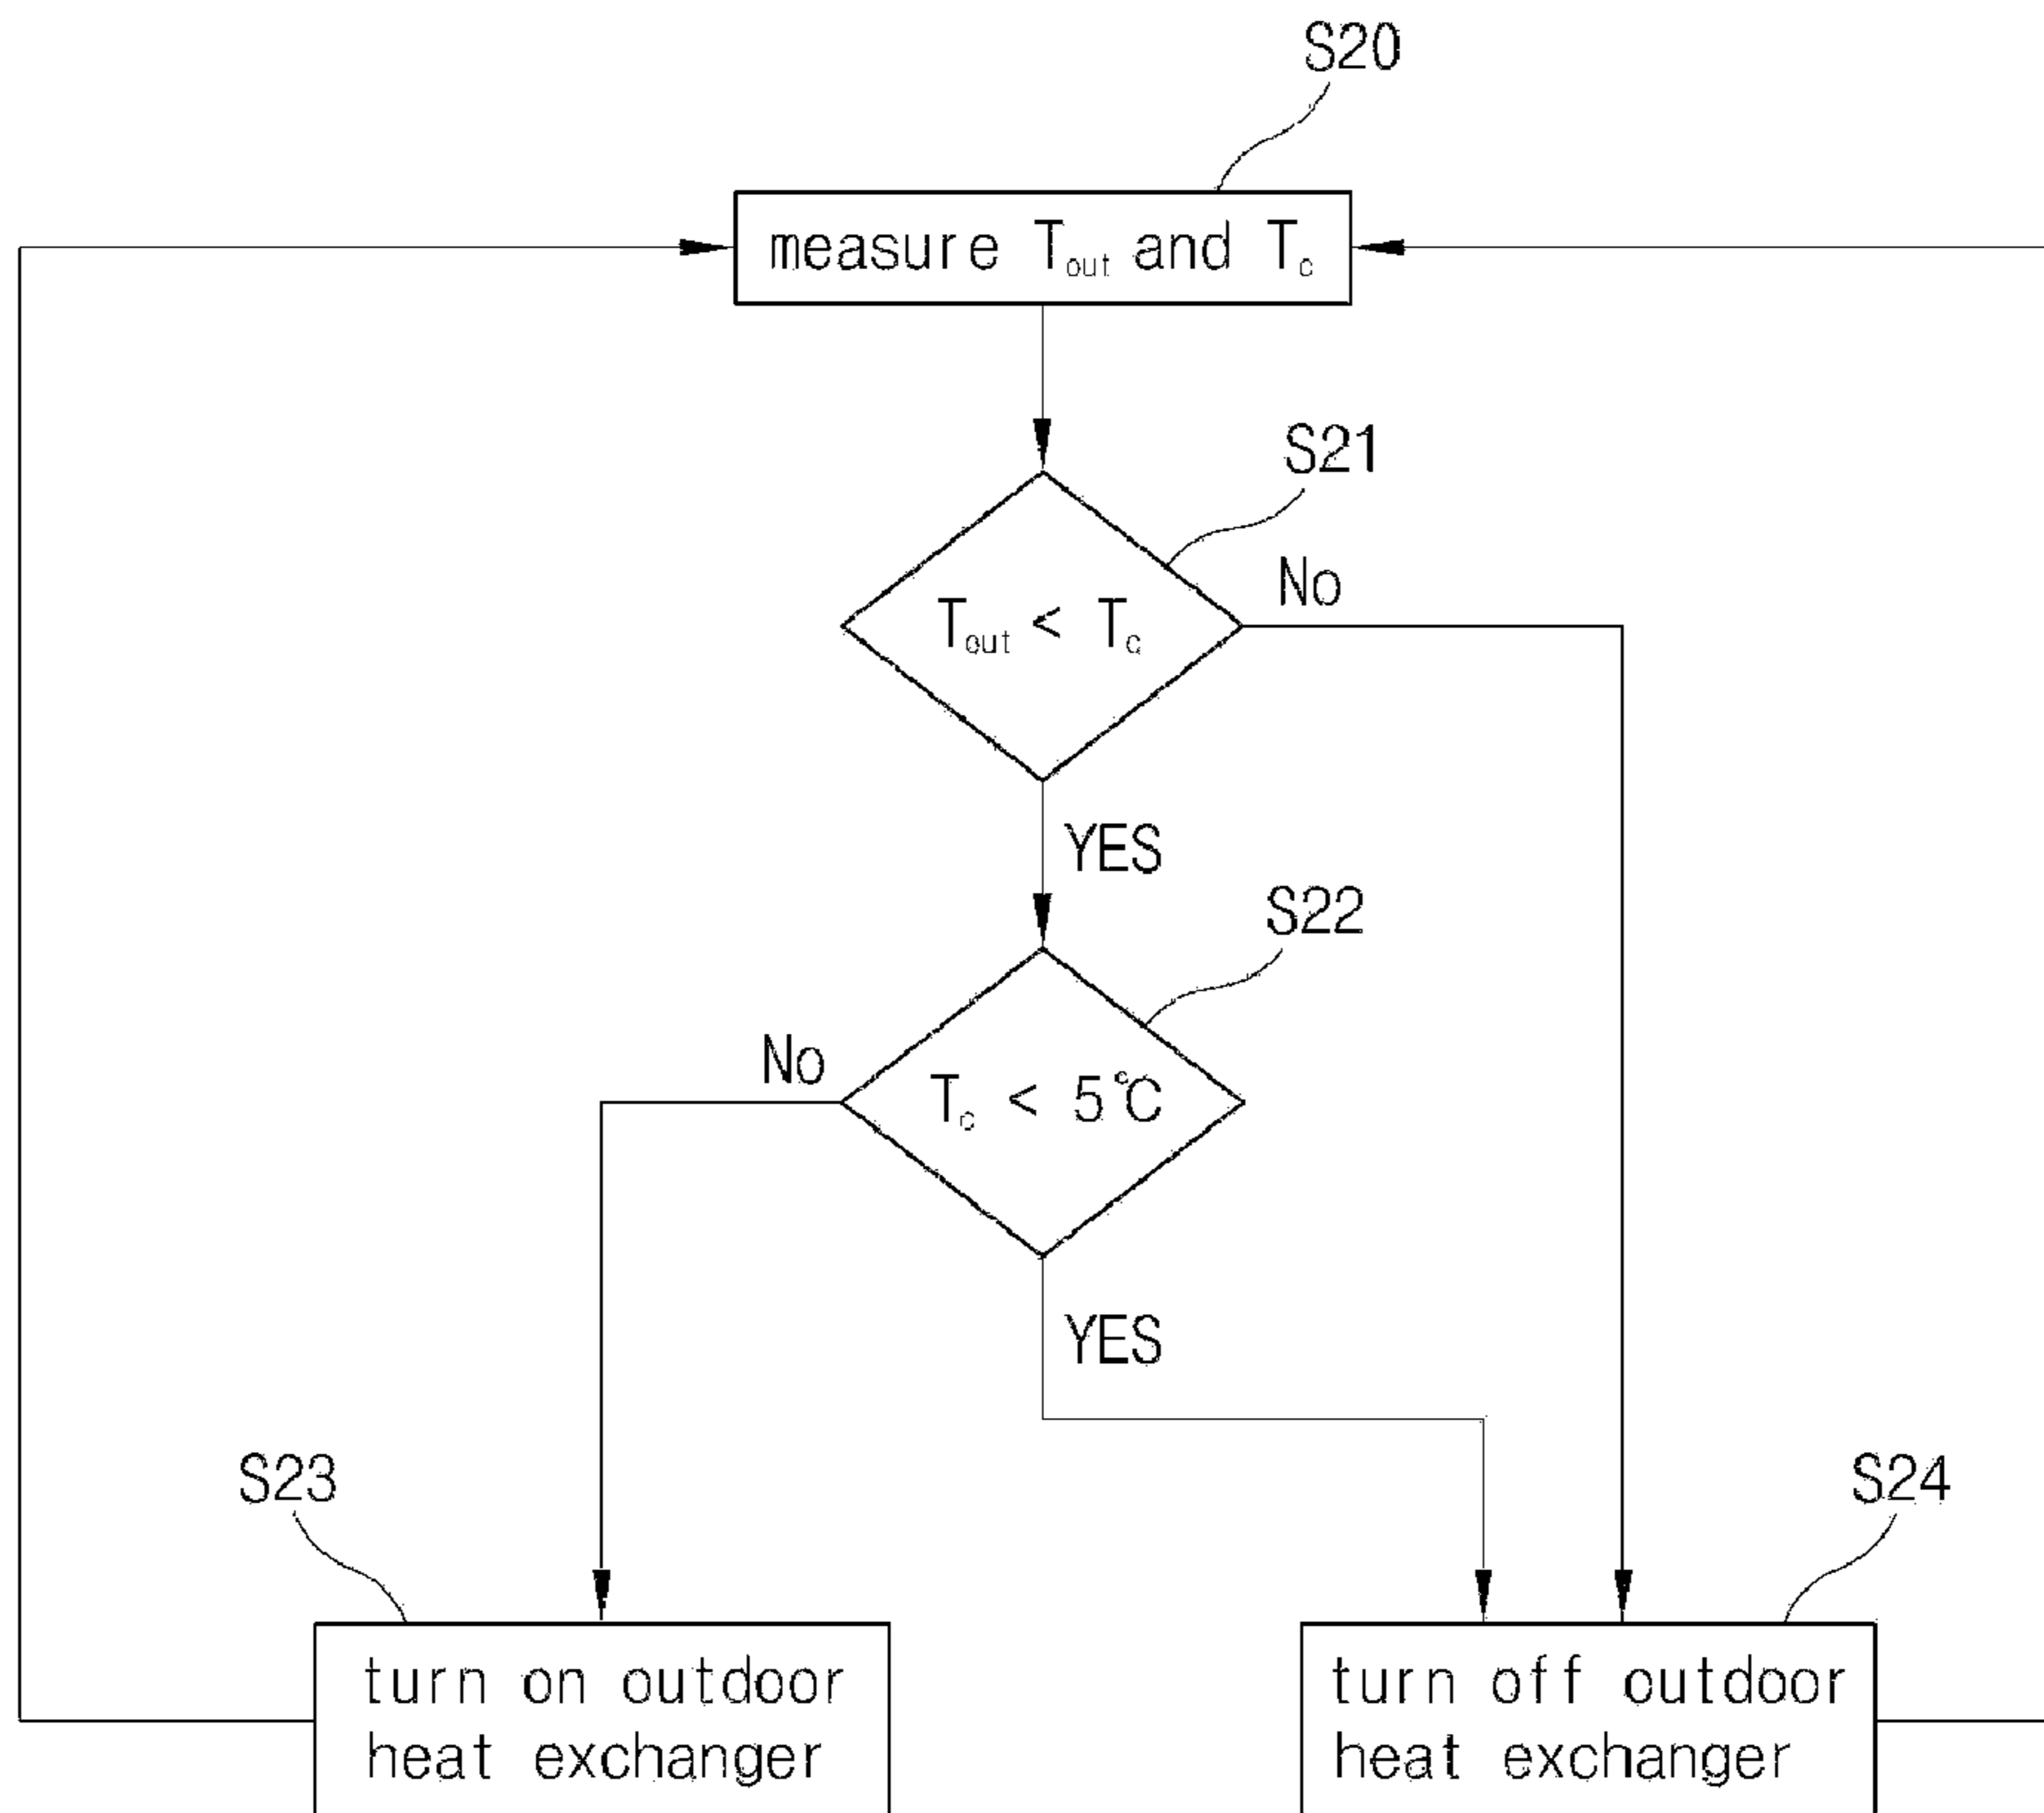 S20
measure Tout and Tc
S21
Tout < Tc
No
YES
S22
Tc < 5°C
No
YES
S23
turn on outdoor
heat exchanger
S24
turn off outdoor
heat exchanger